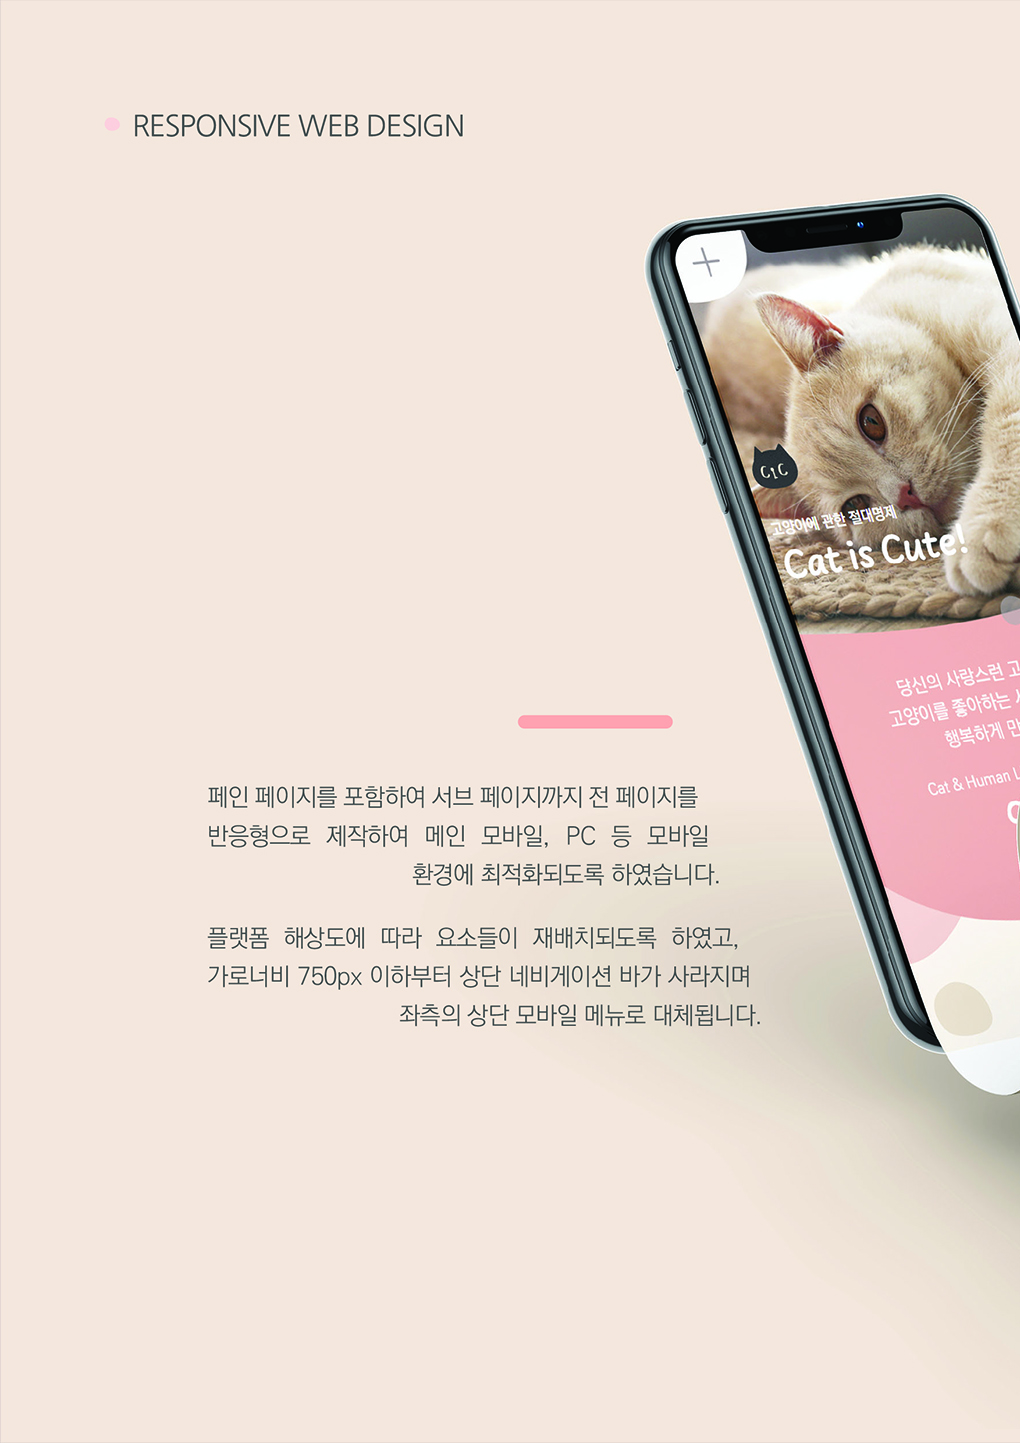 RESPONSIVE WEB DESIGN
CIC
고양이에 관한 절대명제
Cat is Cute!
당신의 사랑스런
고양이를 좋아하는
행복하게
Cat & Human
페인 페이지를 포함하여 서브 페이지까지 전 페이지를
반응형으로 제작하여 메인 모바일, PC 등 모바일
환경에 최적화되도록 하였습니다.
플랫폼 해상도에 따라 요소들이 재배치되도록 하였고,
가로너비 750px 이하부터 상단 네비게이션 바가 사라지며
좌측의 상단 모바일 메뉴로 대체됩니다.